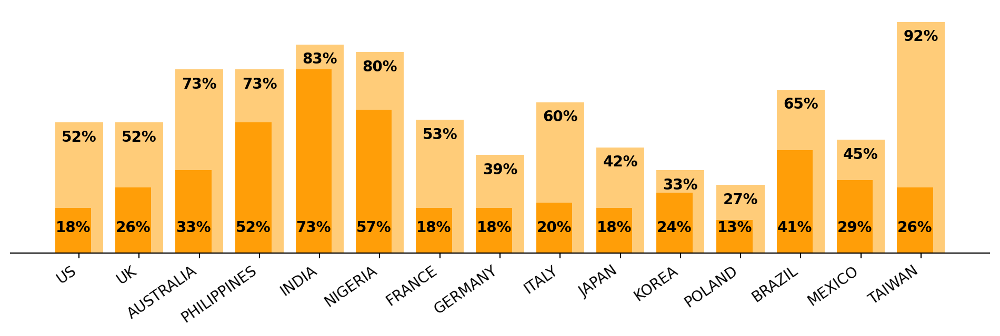 92%
83%
80%
73%
73%
65%
60%
52%
52%
53%
45%
42%
39%
33%
27%
18%
26%
33%
52%
73%
57%
18%
18%
20%
18%
24%
13%
41%
29%
26%
US
UK
AUSTRALIA
PHILIPPINES
INDIA
NIGERIA
FRANCE
GERMANY
ITALY
JAPAN
KOREA
POLAND
BRAZIL
MEXICO
TAIWAN